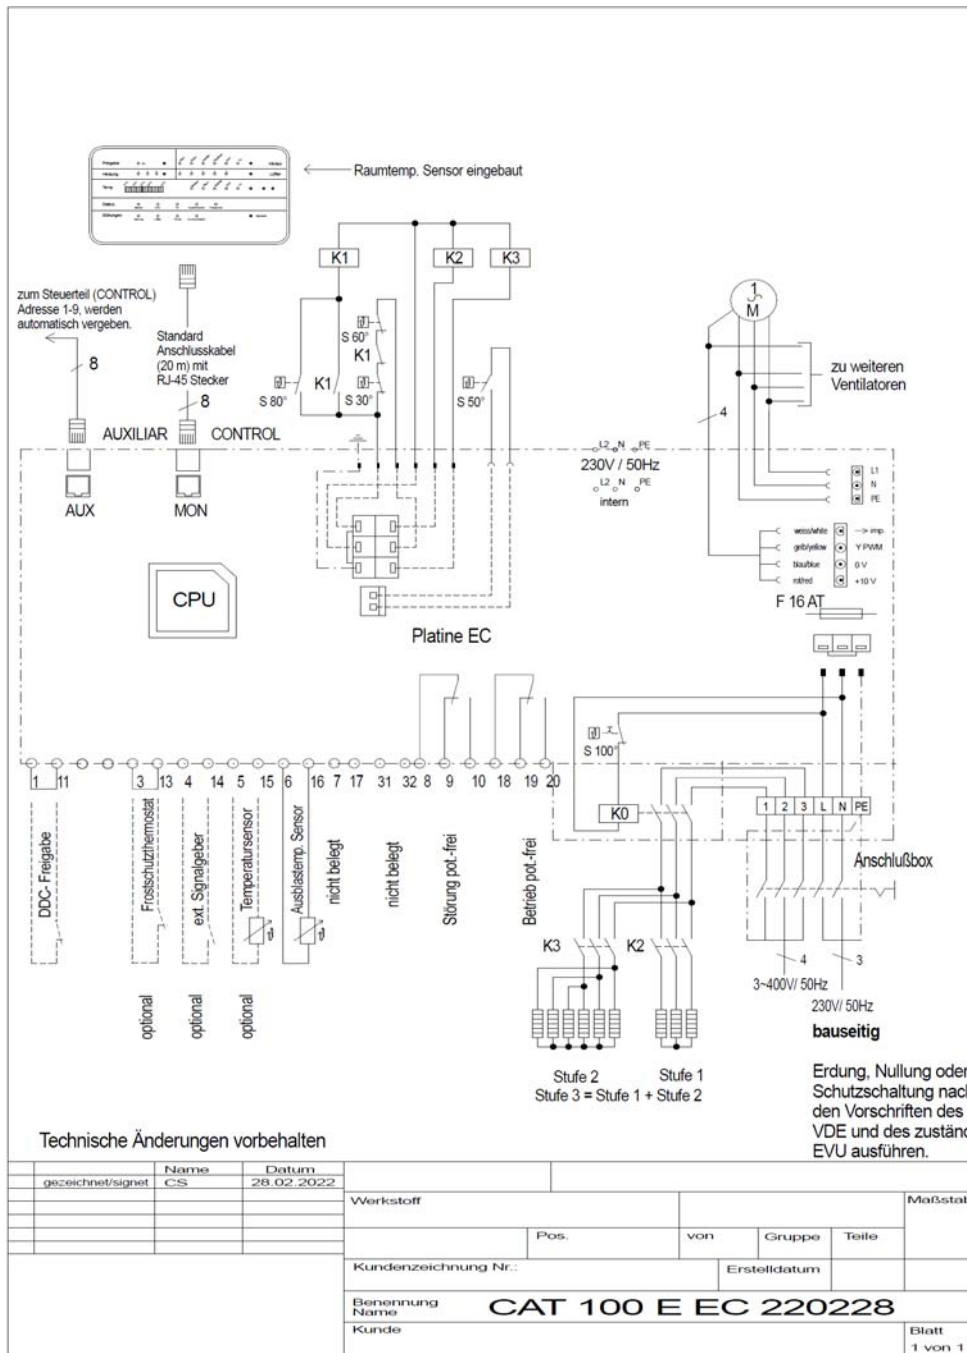 Raumtemp. Sensor eingebaut
K1
K2
K3
1
M
zum Steuerteil (CONTROL)
Adresse 1-9, werden
automatisch vergeben.
8
Standard
Anschlusskabel
(20 m) mit
RJ-45 Stecker
8
S 60°
K1
S 80°
K1
S 30°
S 50°
zu weiteren
Ventilatoren
4
AUXILIAR
CONTROL
L2 N PE
230V / 50Hz
L2 N PE
intern
AUX
MON
L1
N
PE
weiss/white
imp.
gelb/yellow
Y PWM
blau/blue
0 V
rot/red
+10 V
CPU
F 16 AT
Platine EC
S 100°
1 11 3 13 4 14 5 15 6 16 7 17 31 32 8 9 10 18 19 20
K0
1 2 3 L N PE
Anschlußbox
DDC- Freigabe
Frostschutzthermostat
ext. Signalgeber
Temperatursensor
Ausblastemp. Sensor
nicht belegt
nicht belegt
Störung pot.-frei
Betrieb pot.-frei
optional
optional
optional
K3
K2
4
3
3~400V/ 50Hz
230V/ 50Hz
bauseitig
Stufe 2
Stufe 1
Stufe 3 = Stufe 1 + Stufe 2
Erdung, Nullung oder
Schutzschaltung nach
den Vorschriften des
VDE und des zuständ
EVU ausführen.
Technische Änderungen vorbehalten
Name
Datum
gezeichnet/signet
CS
28.02.2022
Werkstoff
Maßstab
Pos.
von
Gruppe
Teile
Kundenzeichnung Nr.:
Erstelldatum
Benennung
Name
CAT 100 E EC 220228
Kunde
Blatt
1 von 1